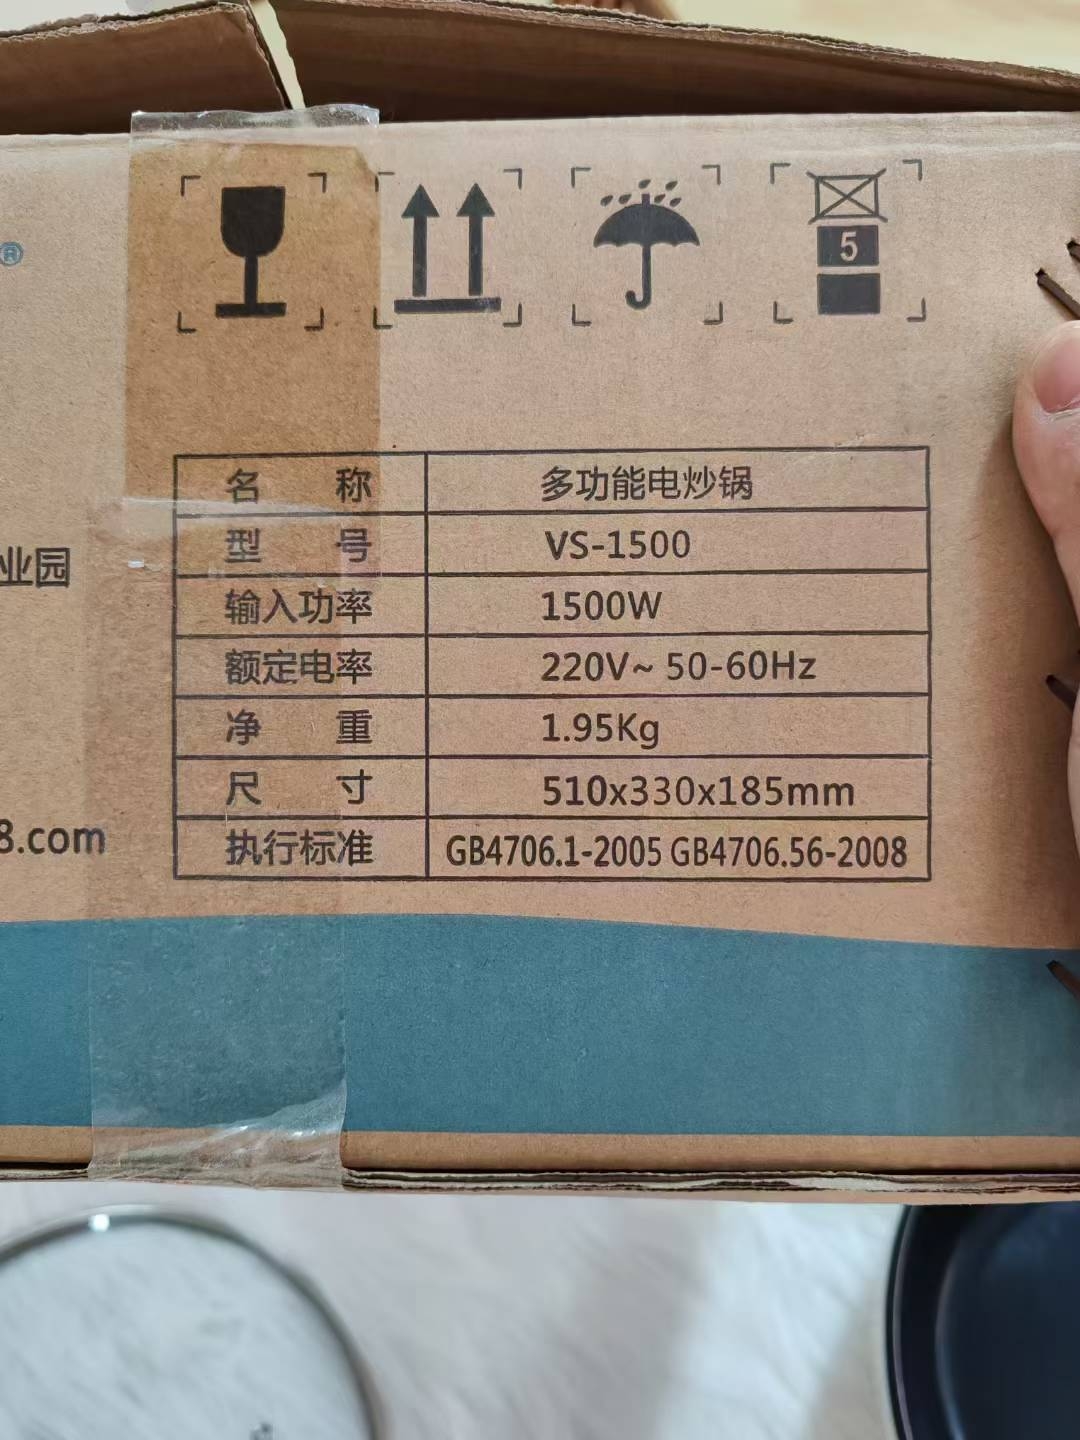 ®
5
名 称 多功能电炒锅
型 号 VS-1500
业园
输入功率 1500W
额定电率 220V~ 50-60Hz
净 重 1.95Kg
尺 寸 510x330x185mm
8.com
执行标准 GB4706.1-2005 GB4706.56-2008